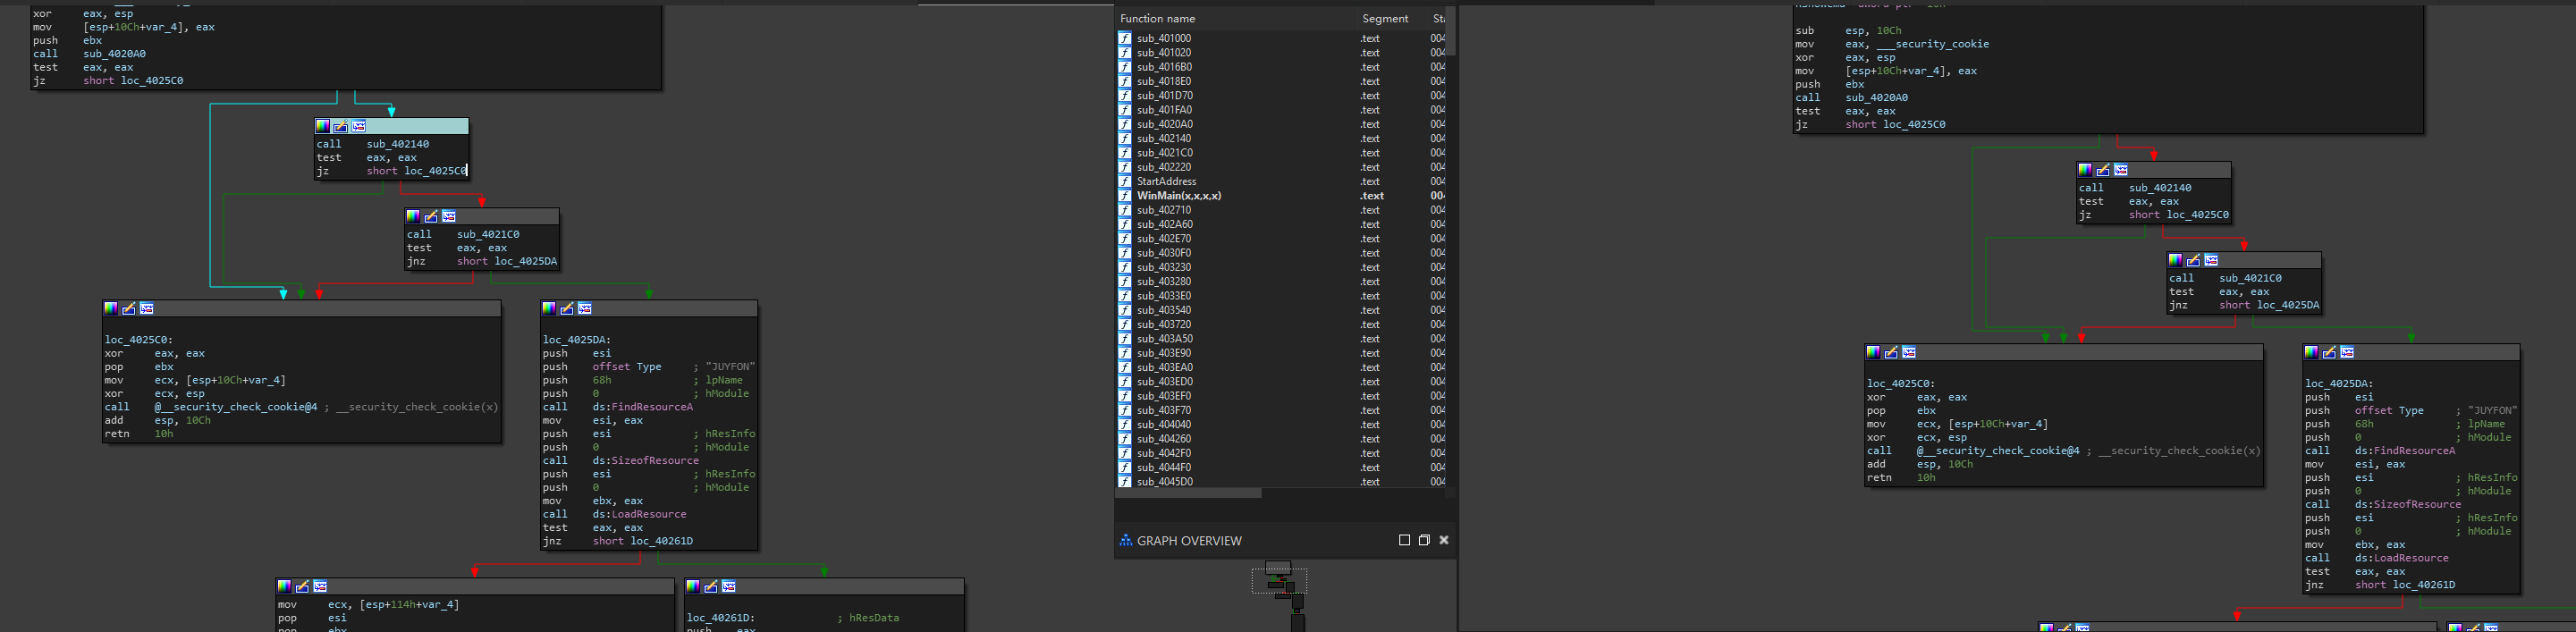 xor eax, esp
mov [esp+10Ch+var_4], eax
push ebx
call sub_4020A0
test eax, eax
jz short loc_4025C0
call sub_402140
test eax, eax
jz short loc_4025C0
call sub_4021C0
test eax, eax
jnz short loc_4025DA
loc_4025C0:
xor eax, eax
pop ebx
mov ecx, [esp+10Ch+var_4]
xor ecx, esp
call @__security_check_cookie@4 ; __security_check_cookie(x)
add esp, 10Ch
retn 10h
loc_4025DA:
push esi
push offset Type ; "JUYFON"
push 68h ; lpName
push 0 ; hModule
call ds:FindResourceA
mov esi, eax
push esi ; hResInfo
push 0 ; hModule
call ds:SizeofResource
push esi ; hResInfo
push 0 ; hModule
mov ebx, eax
call ds:LoadResource
test eax, eax
jnz short loc_40261D
mov ecx, [esp+114h+var_4]
pop esi
pop ebx
loc_40261D: ; hResData
push eax
Function name Segment Sta
sub_401000 .text 004
sub_401020 .text 004
sub_4016B0 .text 004
sub_4018E0 .text 004
sub_401D70 .text 004
sub_401FA0 .text 004
sub_4020A0 .text 004
sub_402140 .text 004
sub_4021C0 .text 004
sub_402220 .text 004
StartAddress .text 004
WinMain(x,x,x,x) .text 004
sub_402710 .text 004
sub_402A60 .text 004
sub_402E70 .text 004
sub_4030F0 .text 004
sub_403230 .text 004
sub_403280 .text 004
sub_4033E0 .text 004
sub_403540 .text 004
sub_403720 .text 004
sub_403A50 .text 004
sub_403E90 .text 004
sub_403EA0 .text 004
sub_403ED0 .text 004
sub_403EF0 .text 004
sub_403F70 .text 004
sub_404040 .text 004
sub_404260 .text 004
sub_4042F0 .text 004
sub_4044F0 .text 004
sub_4045D0 .text 004
GRAPH OVERVIEW
sub esp, 10Ch
mov eax, ___security_cookie
xor eax, esp
mov [esp+10Ch+var_4], eax
push ebx
call sub_4020A0
test eax, eax
jz short loc_4025C0
call sub_402140
test eax, eax
jz short loc_4025C0
call sub_4021C0
test eax, eax
jnz short loc_4025DA
loc_4025C0:
xor eax, eax
pop ebx
mov ecx, [esp+10Ch+var_4]
xor ecx, esp
call @__security_check_cookie@4 ; __security_check_cookie(x)
add esp, 10Ch
retn 10h
loc_4025DA:
push esi
push offset Type ; "JUYFON"
push 68h ; lpName
push 0 ; hModule
call ds:FindResourceA
mov esi, eax
push esi ; hResInfo
push 0 ; hModule
call ds:SizeofResource
push esi ; hResInfo
push 0 ; hModule
mov ebx, eax
call ds:LoadResource
test eax, eax
jnz short loc_40261D